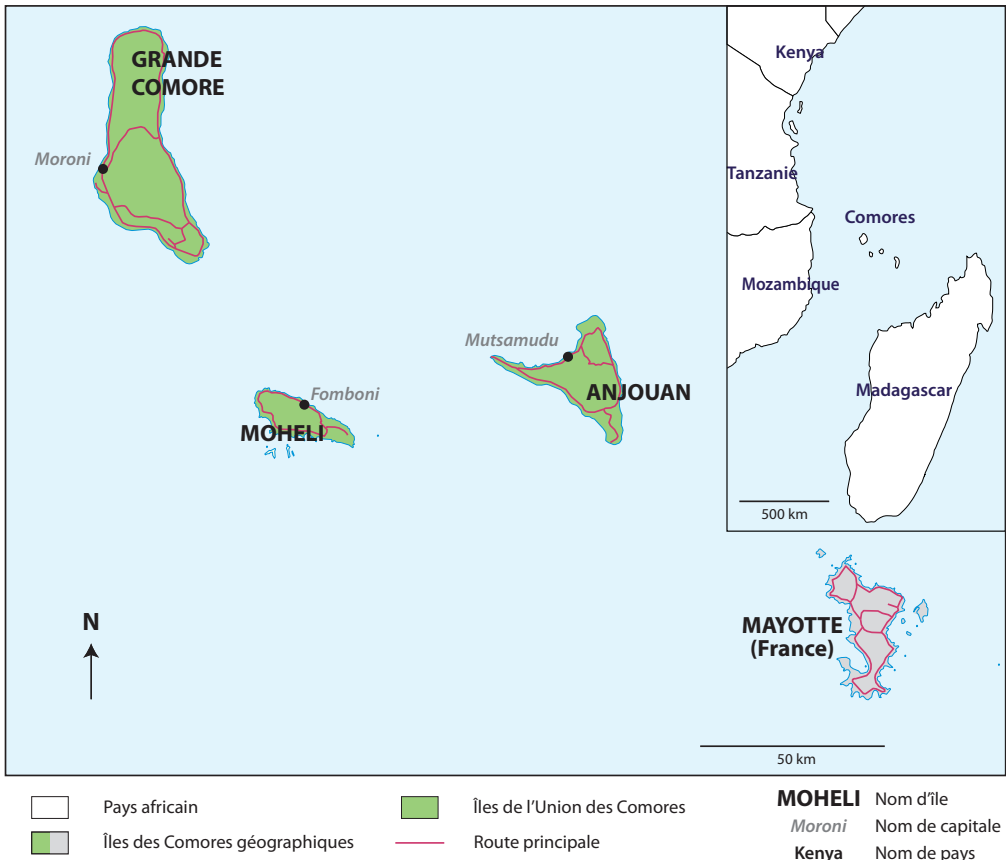 GRANDE
COMORE
Moroni
Mutsamudu
ANJOUAN
Fomboni
MOHELI
N
MAYOTTE
(France)
50 km
Kenya
Tanzanie
Comores
Mozambique
Madagascar
500 km
Pays africain
Îles des Comores géographiques
Îles de l'Union des Comores
Route principale
MOHELI Nom d'île
Moroni Nom de capitale
Kenya Nom de pays